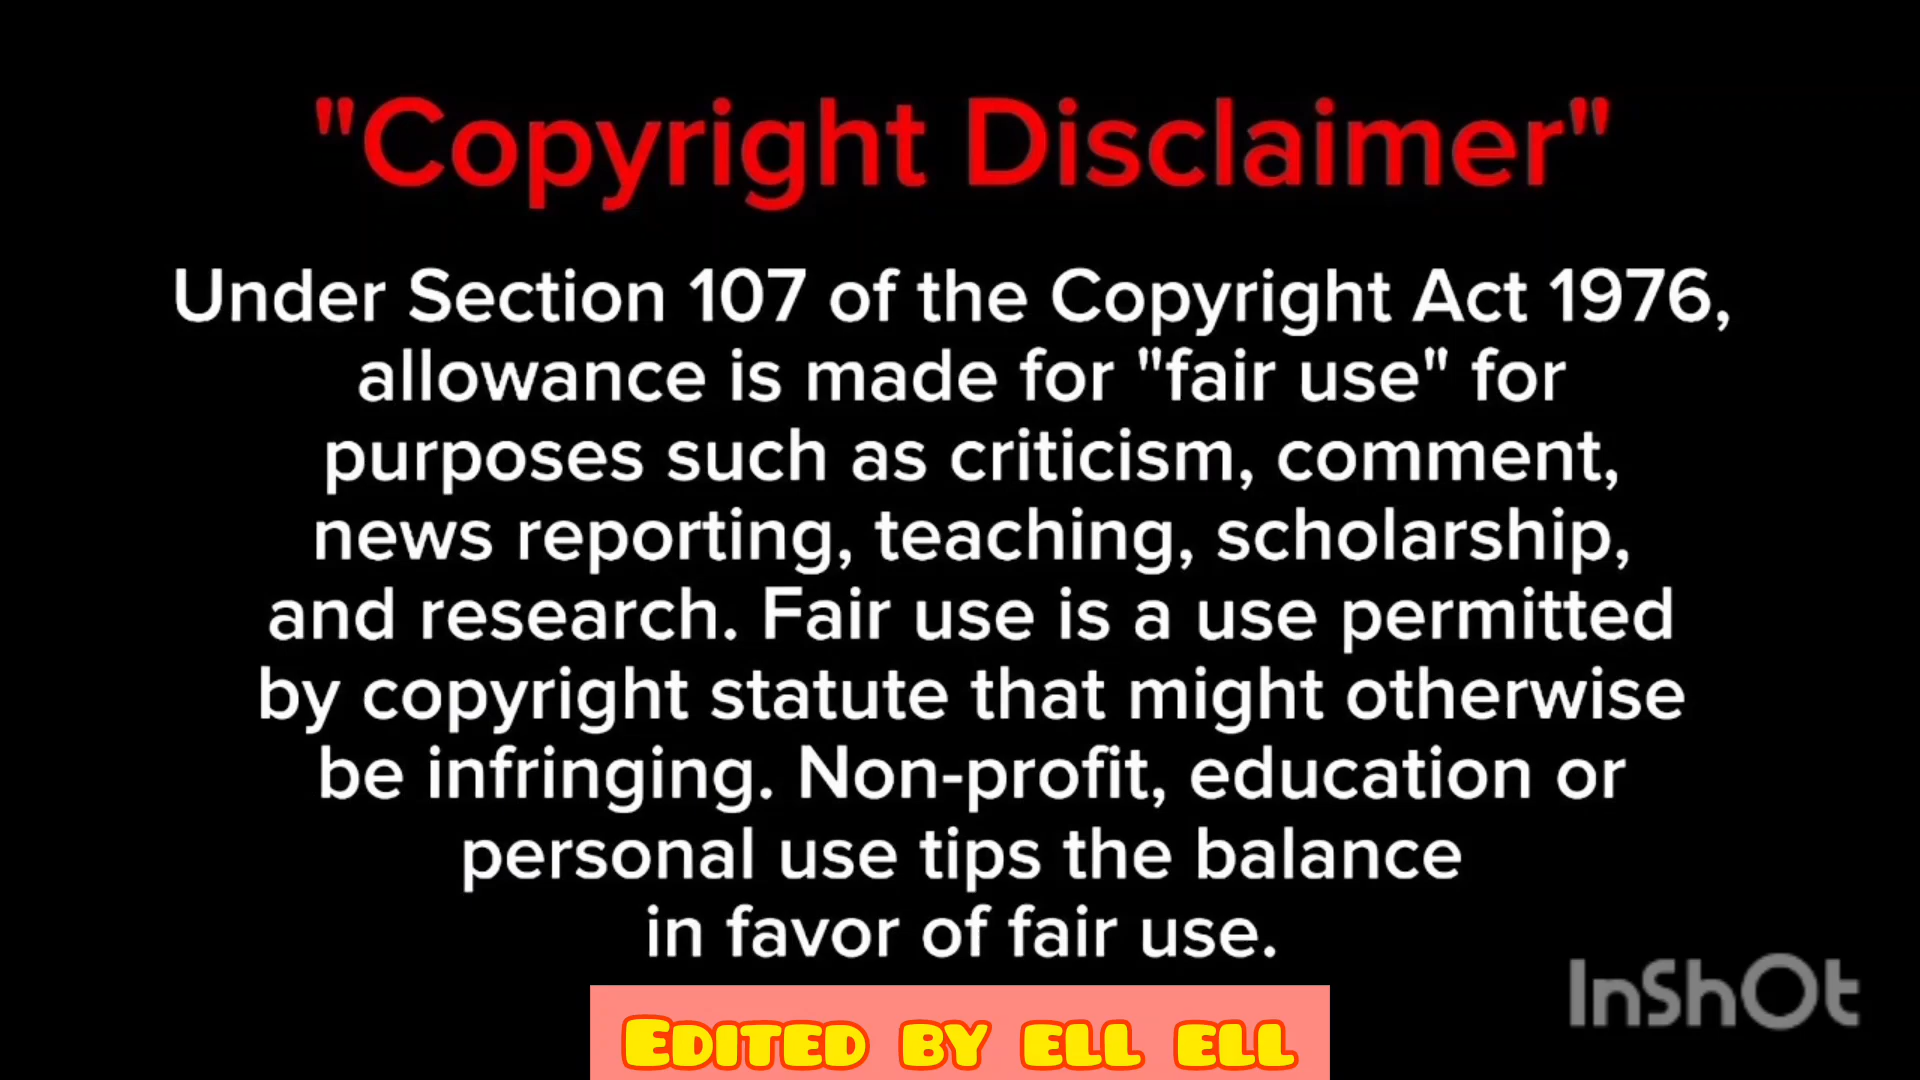 "Copyright Disclaimer"
Under Section 107 of the Copyright Act 1976,
allowance is made for "fair use" for
purposes such as criticism, comment,
news reporting, teaching, scholarship,
and research. Fair use is a use permitted
by copyright statute that might otherwise
be infringing. Non-profit, education or
personal use tips the balance
in favor of fair use.
InShOt
EDITED BY ELL ELL